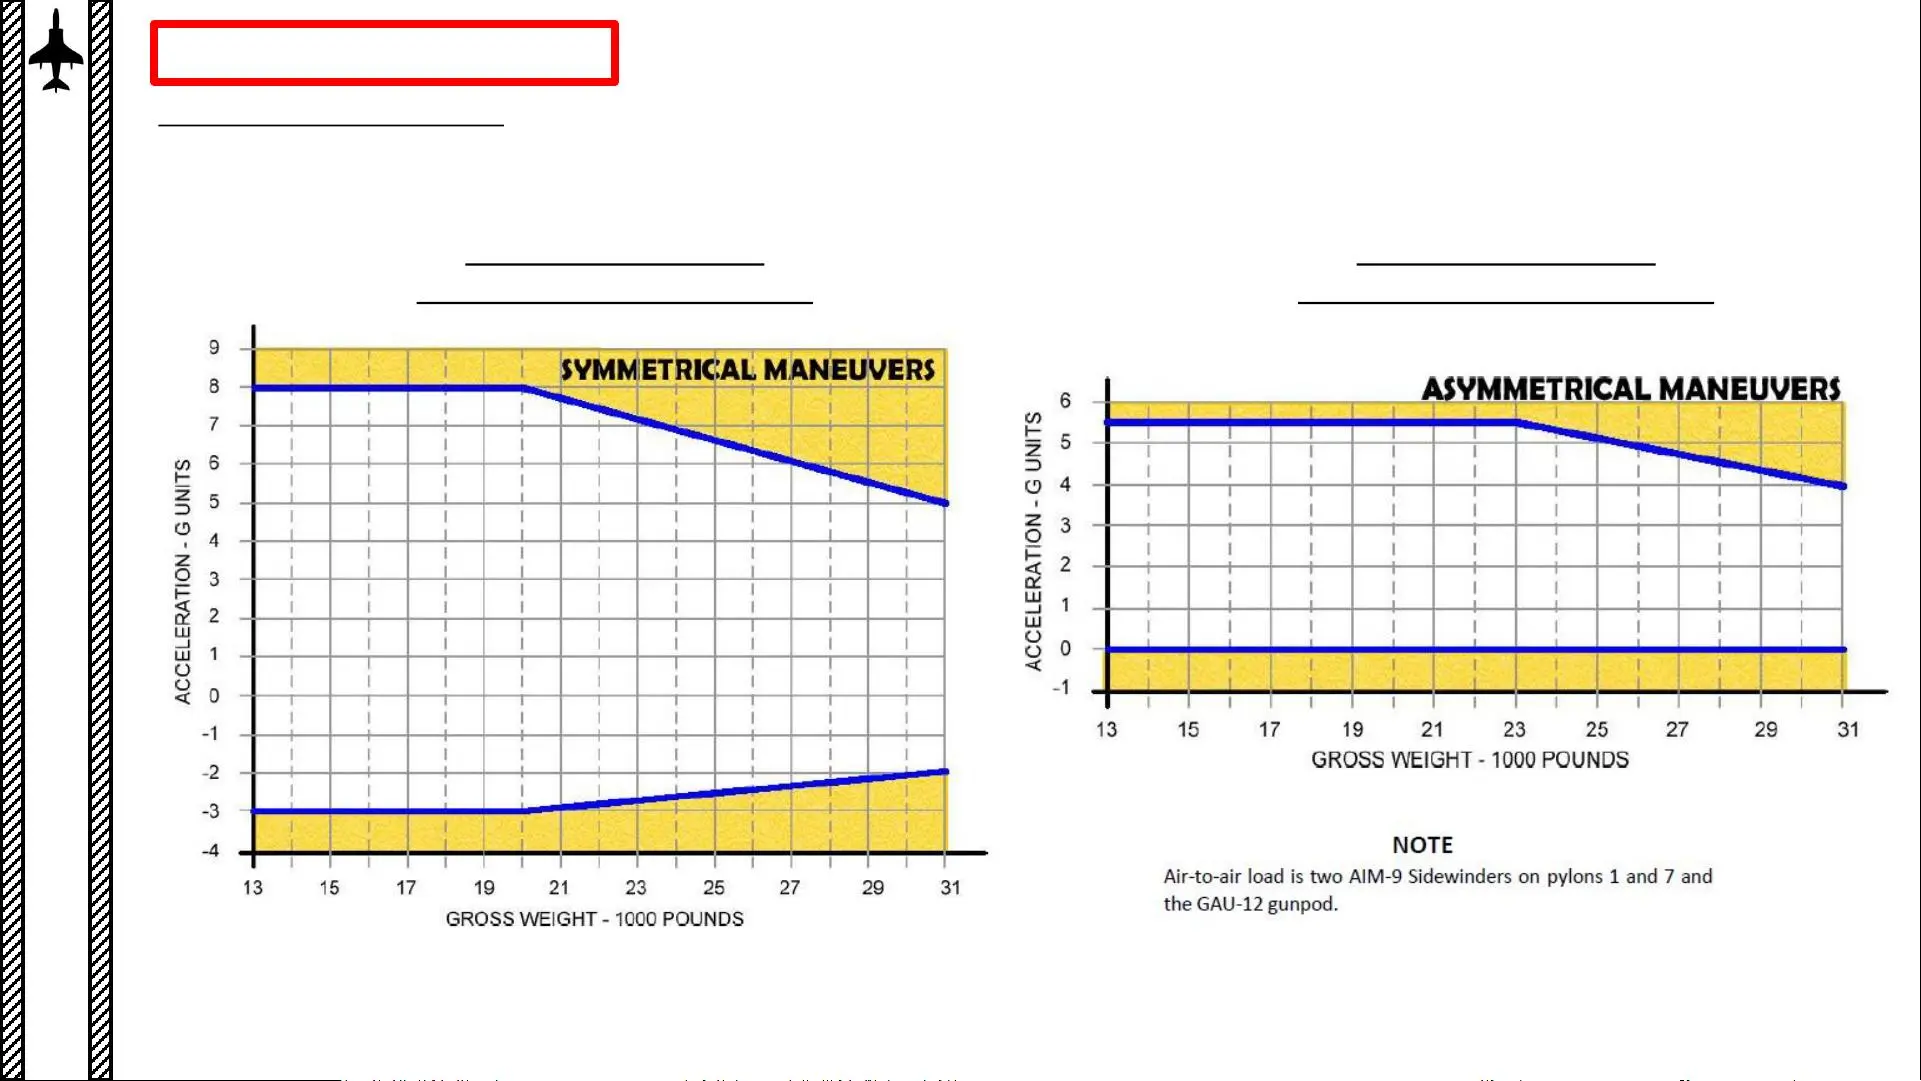 SYMMETRICAL MANEUVERS
9
8
7
6
5
4
3
2
1
0
-1
-2
-3
-4
ACCELERATION - G UNITS
13 15 17 19 21 23 25 27 29 31
GROSS WEIGHT - 1000 POUNDS
ASYMMETRICAL MANEUVERS
6
5
4
3
2
1
0
-1
ACCELERATION - G UNITS
13 15 17 19 21 23 25 27 29 31
GROSS WEIGHT - 1000 POUNDS
NOTE
Air-to-air load is two AIM-9 Sidewinders on pylons 1 and 7 and
the GAU-12 gunpod.